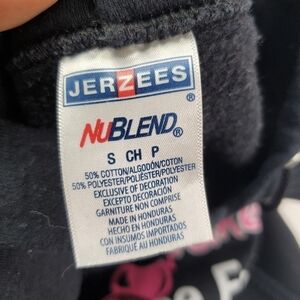 JERZEES
®
NUBLEND®
S CH P
50% COTTON/ALGODÓN/COTON
50% POLYESTER/POLIÉSTER/POLYESTER
EXCLUSIVE OF DECORATION
EXCEPTO DECORACIÓN
GARNITURE NON COMPRISE
MADE IN HONDURAS
HECHO EN HONDURAS
CON INSUMOS IMPORTADOS
FABRIQUÉ AU HONDURAS